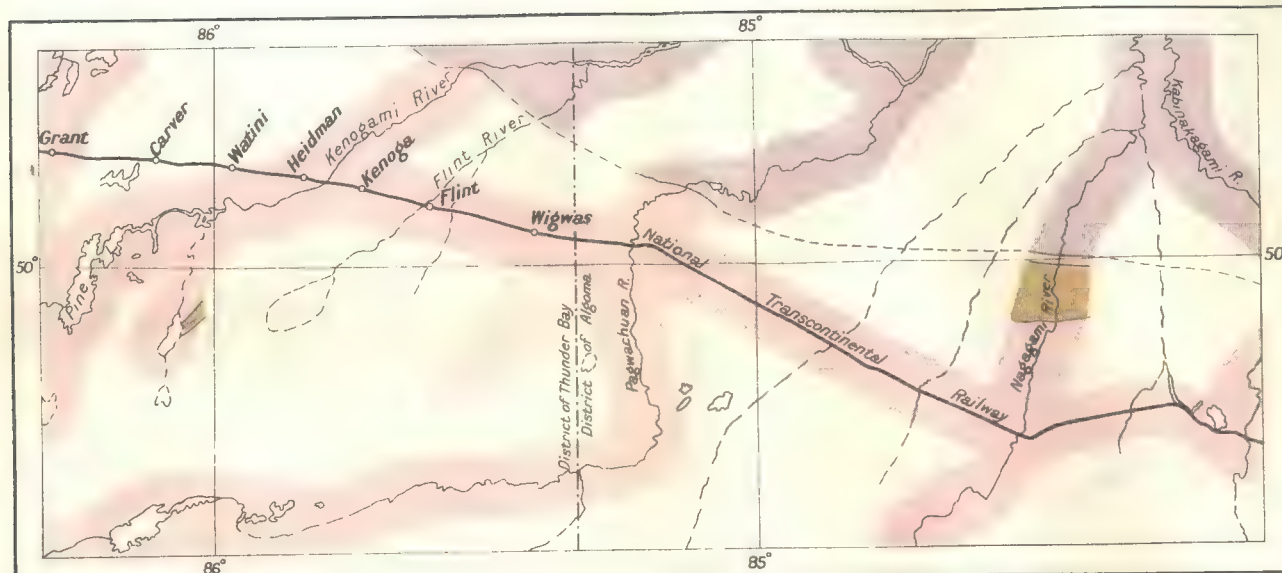 86°
85°
Grant
Carver
Watini
Heidman
Kenoga
Kenogami River
Flint River
Flint
Wigwas
Kabinakagami R.
50°
50°
Pine
National
Transcontinental
Railway
District of Thunder Bay
District of Algoma
Pagwachuan R.
Nagagami River
86°
85°